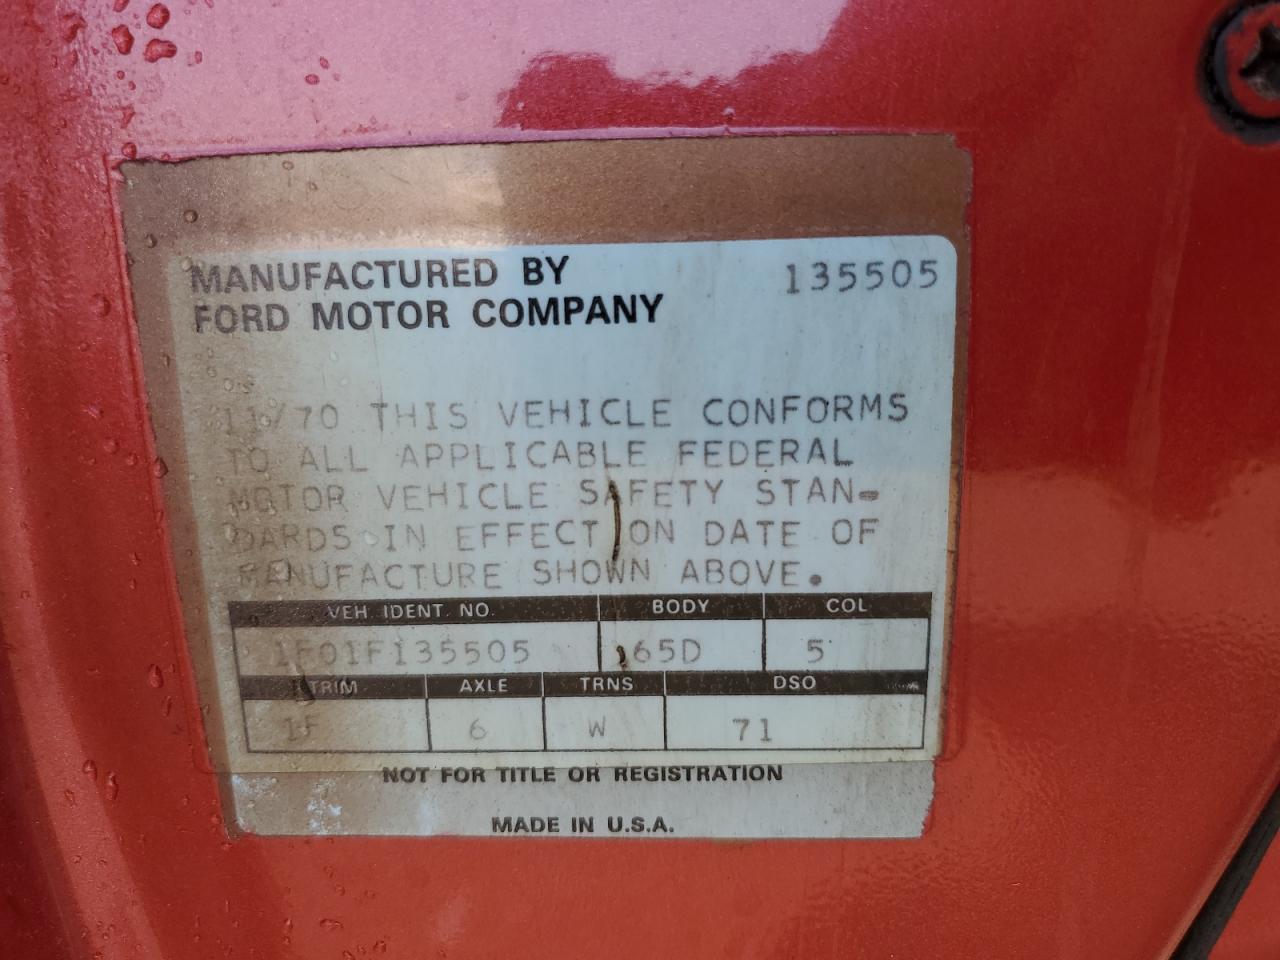 MANUFACTURED BY 135505
FORD MOTOR COMPANY
11/70 THIS VEHICLE CONFORMS
TO ALL APPLICABLE FEDERAL
MOTOR VEHICLE SAFETY STAN-
DARDS IN EFFECT ON DATE OF
MENUFACTURE SHOWN ABOVE.
VEH. IDENT. NO. BODY COL
1F01F135505 65D 5
TRIM AXLE TRNS DSO
1F 6 W 71
NOT FOR TITLE OR REGISTRATION
MADE IN U.S.A.